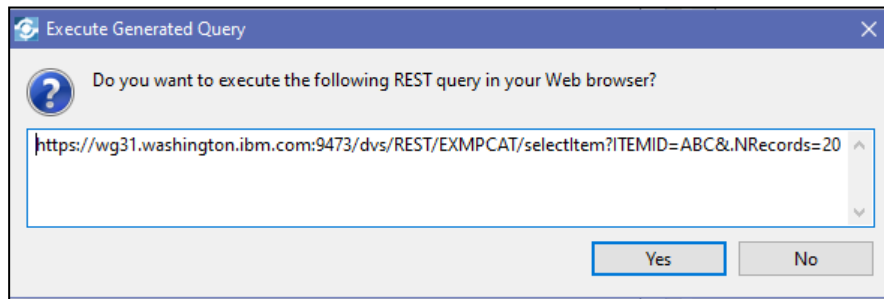 Execute Generated Query
Do you want to execute the following REST query in your Web browser?
https://wg31.washington.ibm.com:9473/dvs/REST/EXMPCAT/selectItem?ITEMID=ABC&.NRecords=20
Yes
No